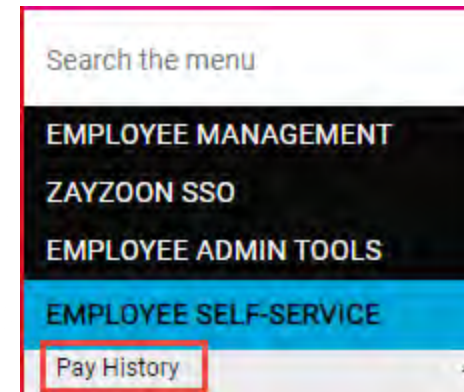 Search the menu
EMPLOYEE MANAGEMENT
ZAYZOON SSO
EMPLOYEE ADMIN TOOLS
EMPLOYEE SELF-SERVICE
Pay History